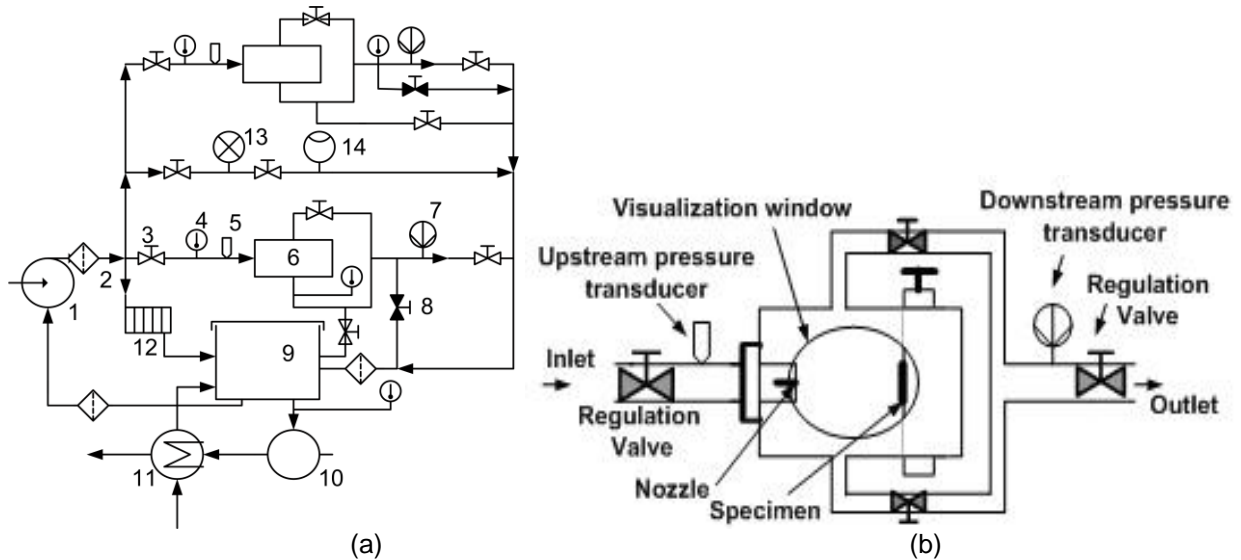 13
14
3
4
5
7
6
2
1
8
12
9
11
10
(a)
Visualization window
Downstream pressure
transducer
Upstream pressure
transducer
Regulation
Valve
Inlet
Outlet
Regulation
Valve
Nozzle
Specimen
(b)